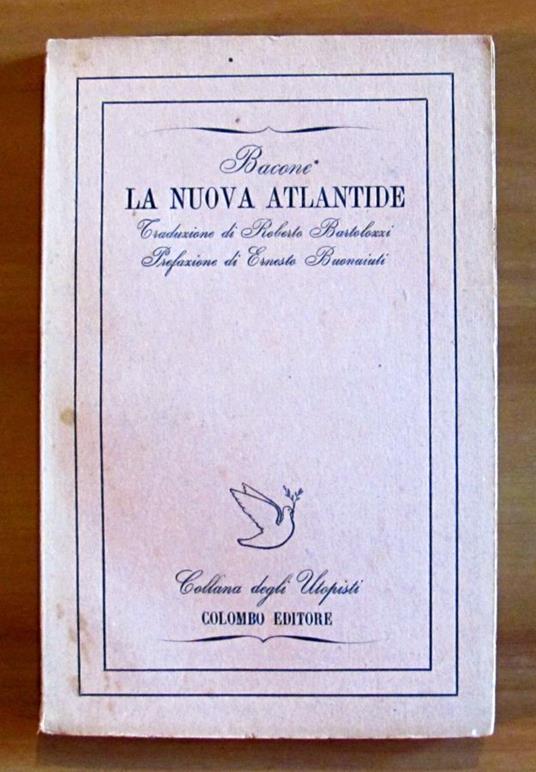 Bacone
LA NUOVA ATLANTIDE
Traduzione di Roberto Bartolozzi
Prefazione di Ernesto Buonaiuti
Collana degli Utopisti
COLOMBO EDITORE